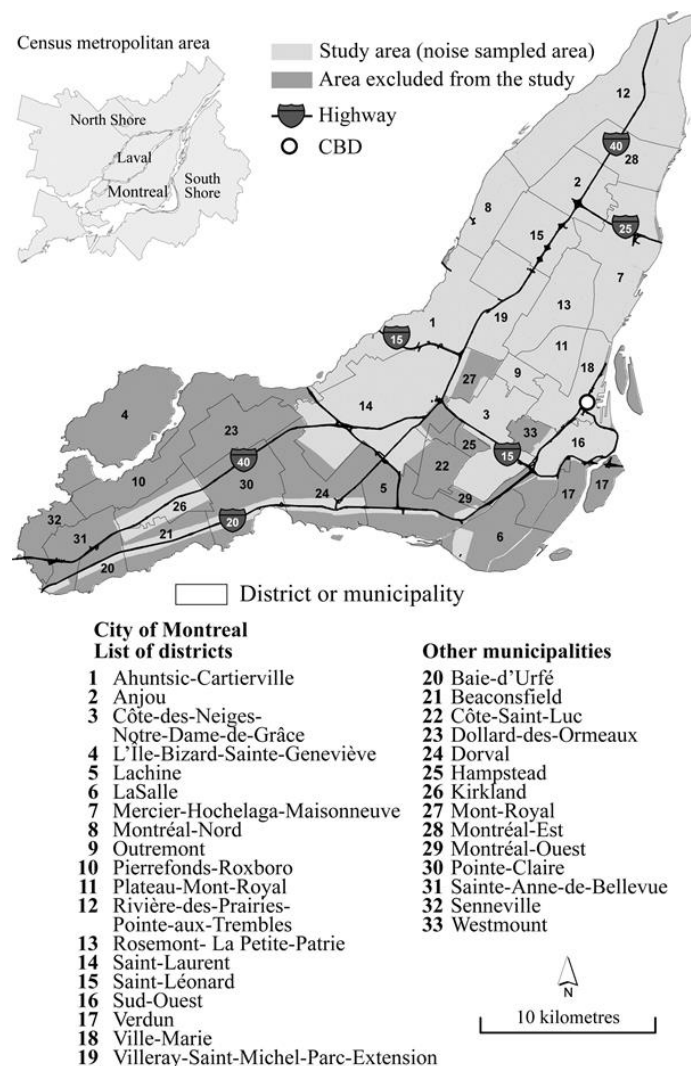 Census metropolitan area
North Shore
Laval
Montreal
South
Shore
Study area (noise sampled area)
Area excluded from the study
Highway
CBD
12
40
28
2
8
25
15
7
13
19
1
15
11
18
27
9
14
3
4
33
23
16
25
22
15
40
10
30
5
17
17
24
29
26
32
20
6
31
21
20
District or municipality
City of Montreal
List of districts
1 Ahuntsic-Cartierville
2 Anjou
3 Côte-des-Neiges-
Notre-Dame-de-Grâce
4 L'Île-Bizard-Sainte-Geneviève
5 Lachine
6 LaSalle
7 Mercier-Hochelaga-Maisonneuve
8 Montréal-Nord
9 Outremont
10 Pierrefonds-Roxboro
11 Plateau-Mont-Royal
12 Rivière-des-Prairies-
Pointe-aux-Trembles
13 Rosemont- La Petite-Patrie
14 Saint-Laurent
15 Saint-Léonard
16 Sud-Ouest
17 Verdun
18 Ville-Marie
19 Villeray-Saint-Michel-Parc-Extension
Other municipalities
20 Baie-d'Urfé
21 Beaconsfield
22 Côte-Saint-Luc
23 Dollard-des-Ormeaux
24 Dorval
25 Hampstead
26 Kirkland
27 Mont-Royal
28 Montréal-Est
29 Montréal-Ouest
30 Pointe-Claire
31 Sainte-Anne-de-Bellevue
32 Senneville
33 Westmount
N
10 kilometres